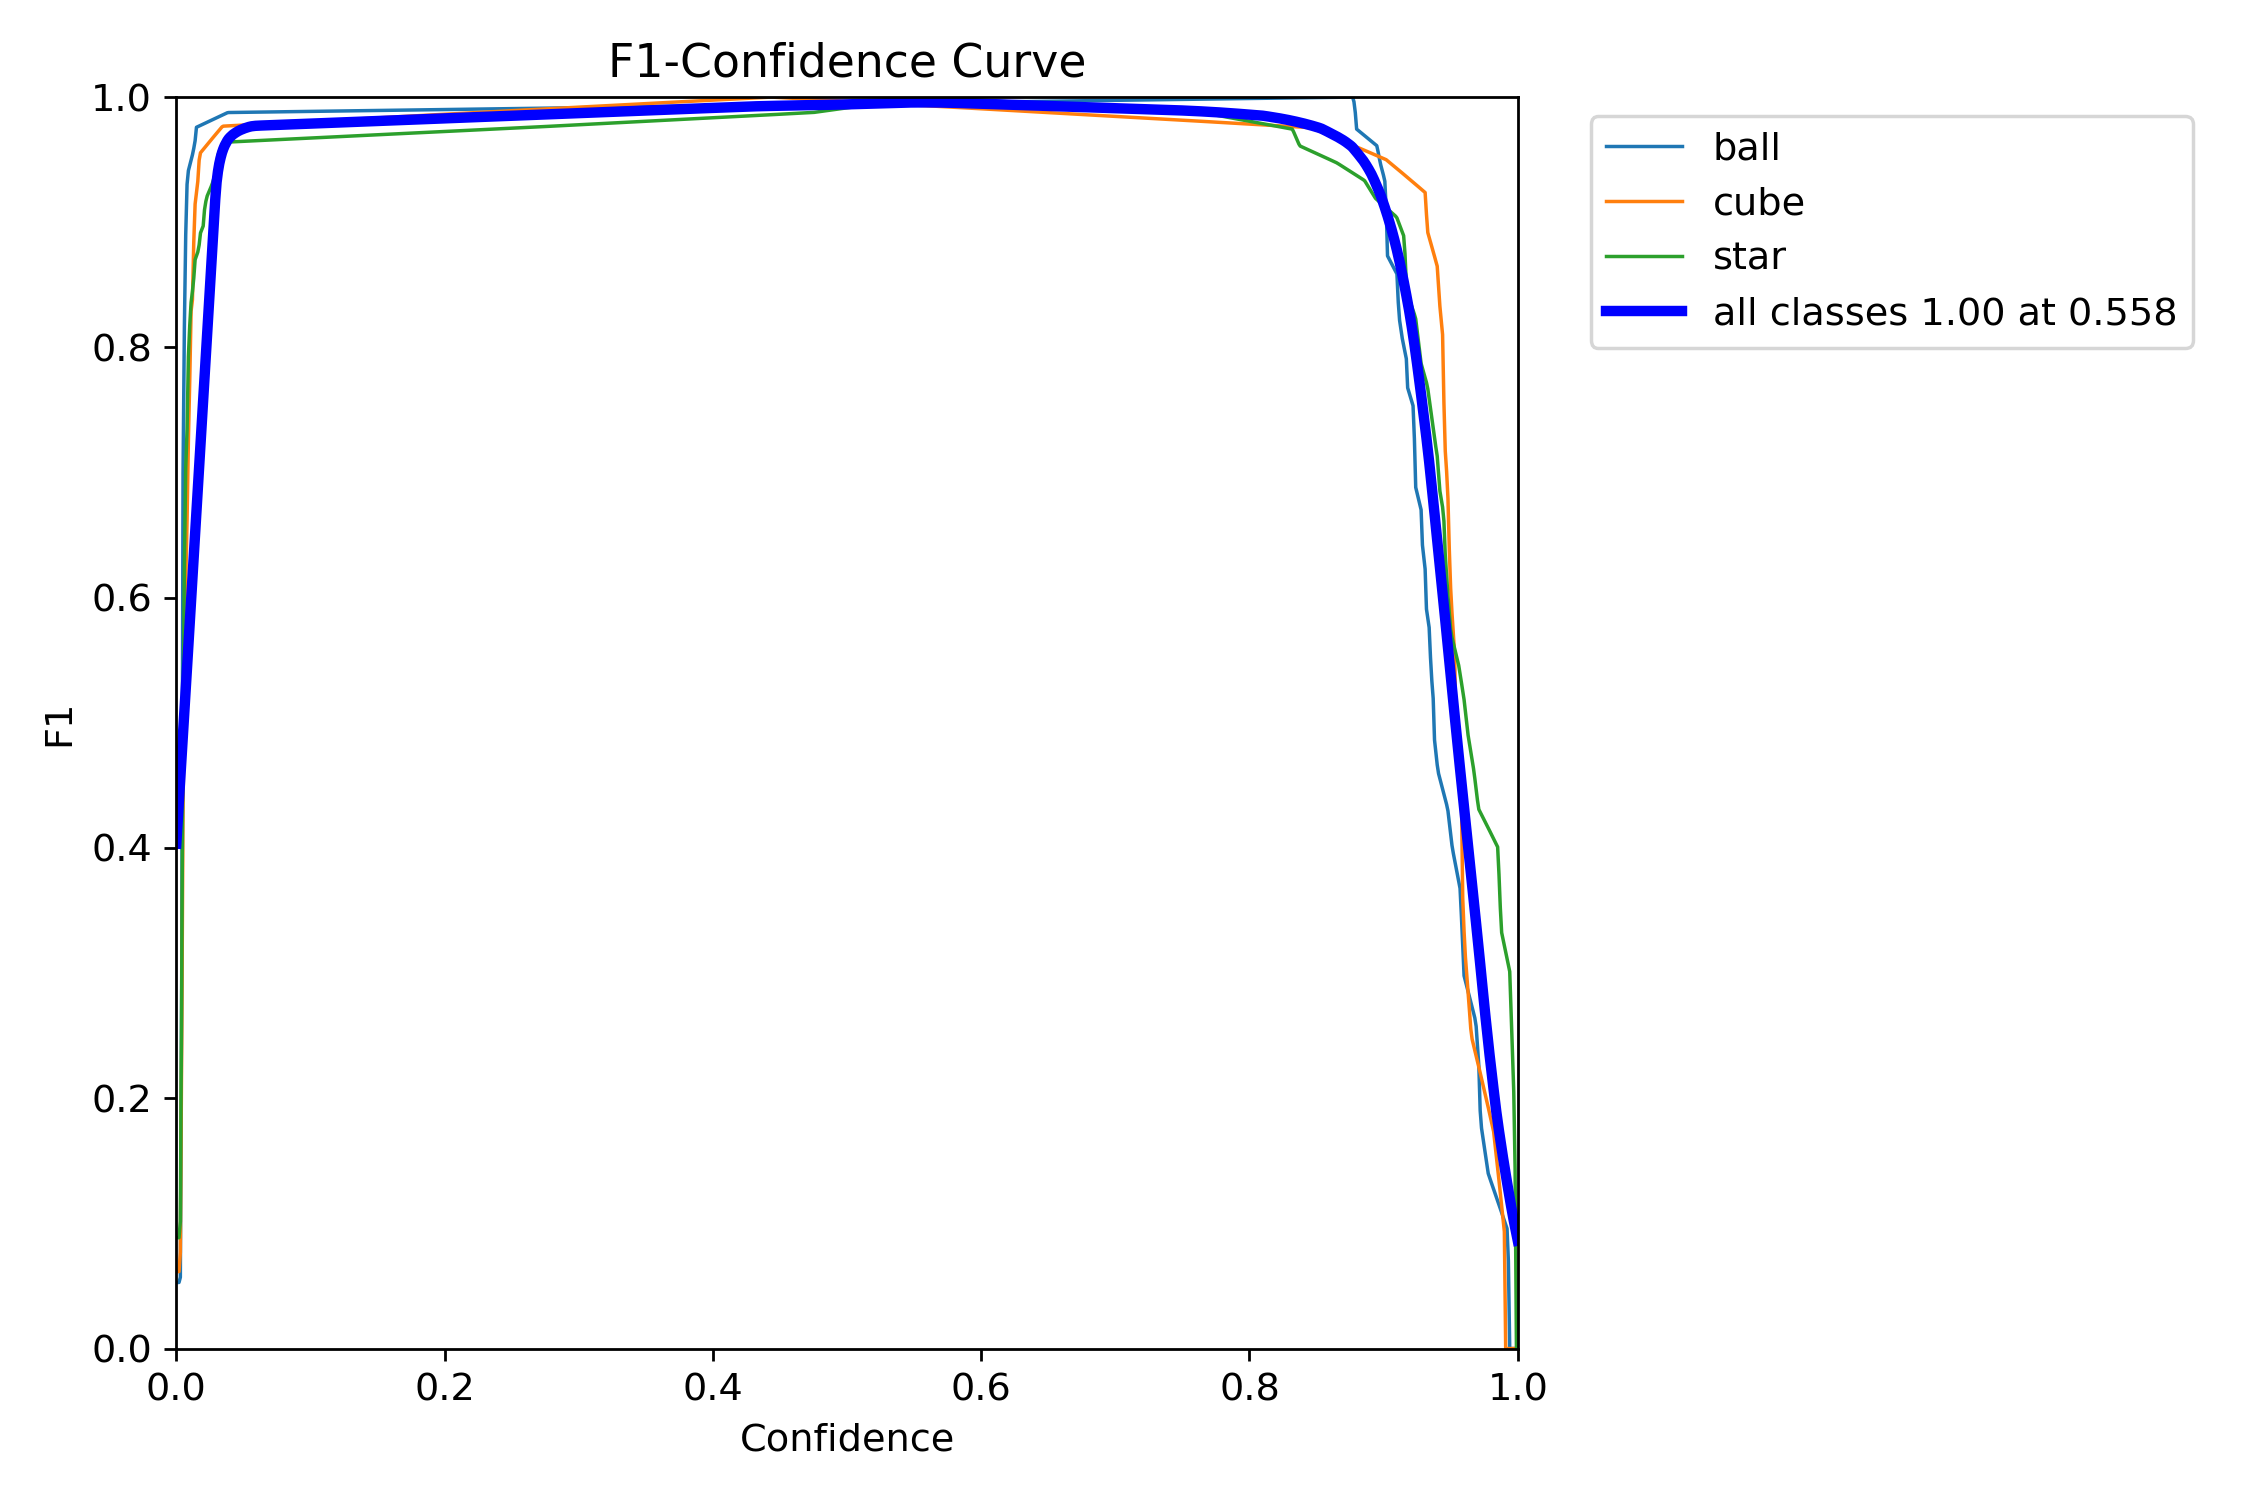 F1-Confidence Curve
1.0
0.8
0.6
0.4
0.2
0.0
F1
0.0 0.2 0.4 0.6 0.8 1.0
Confidence
ball
cube
star
all classes 1.00 at 0.558